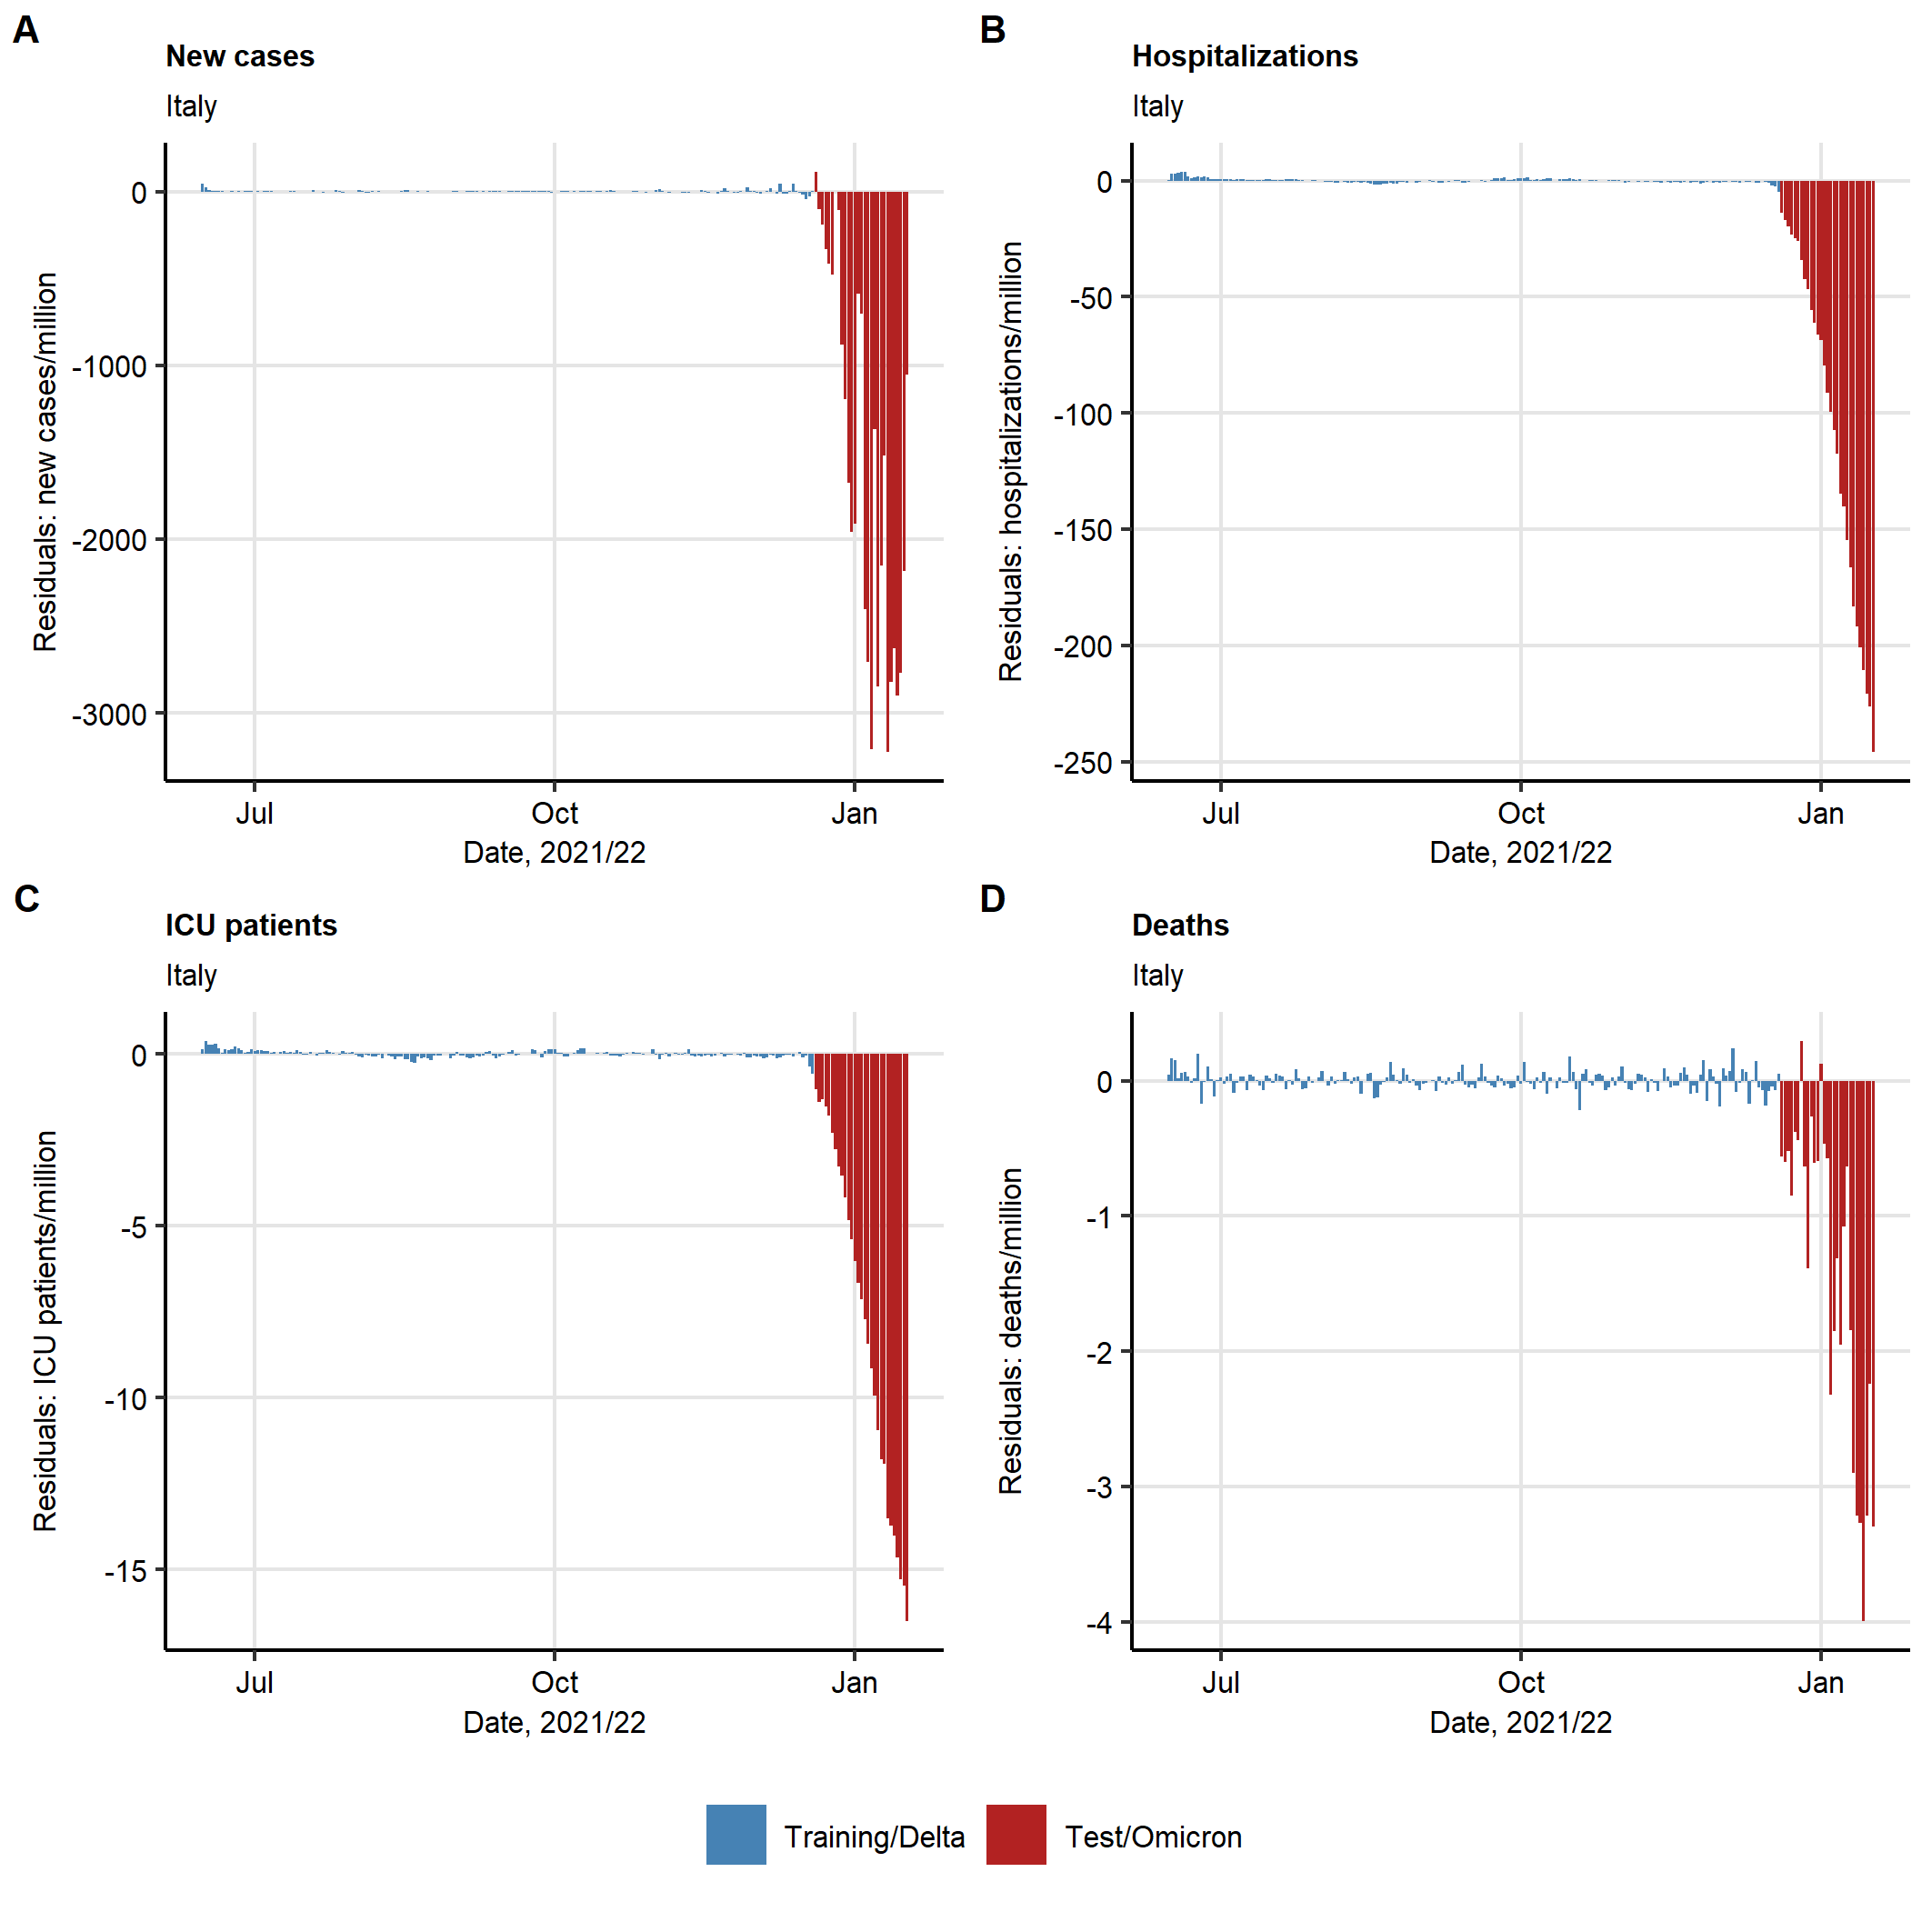 A
New cases
Italy
Residuals: new cases/million
0
-1000
-2000
-3000
Jul
Oct
Jan
Date, 2021/22
B
Hospitalizations
Italy
Residuals: hospitalizations/million
0
-50
-100
-150
-200
-250
Jul
Oct
Jan
Date, 2021/22
C
ICU patients
Italy
Residuals: ICU patients/million
0
-5
-10
-15
Jul
Oct
Jan
Date, 2021/22
D
Deaths
Italy
Residuals: deaths/million
0
-1
-2
-3
-4
Jul
Oct
Jan
Date, 2021/22
Training/Delta
Test/Omicron